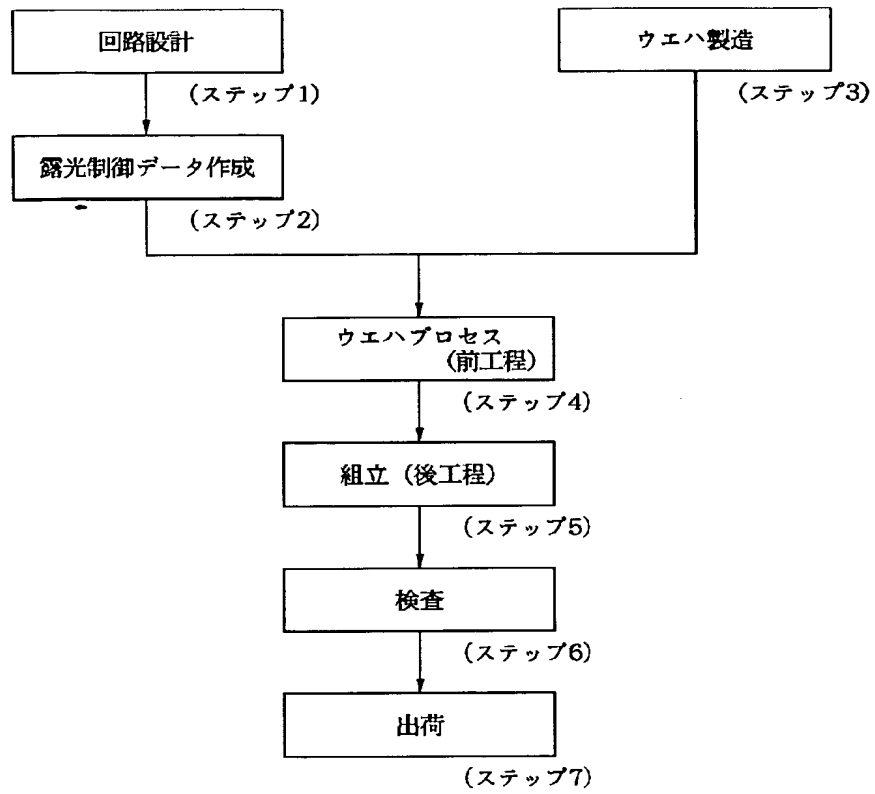 回路設計
(ステップ1)
露光制御データ作成
(ステップ2)
ウエハ製造
(ステップ3)
ウエハプロセス
(前工程)
(ステップ4)
組立(後工程)
(ステップ5)
検査
(ステップ6)
出荷
(ステップ7)